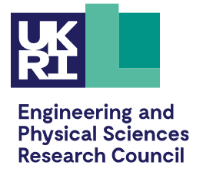 UK
RI
Engineering and
Physical Sciences
Research Council